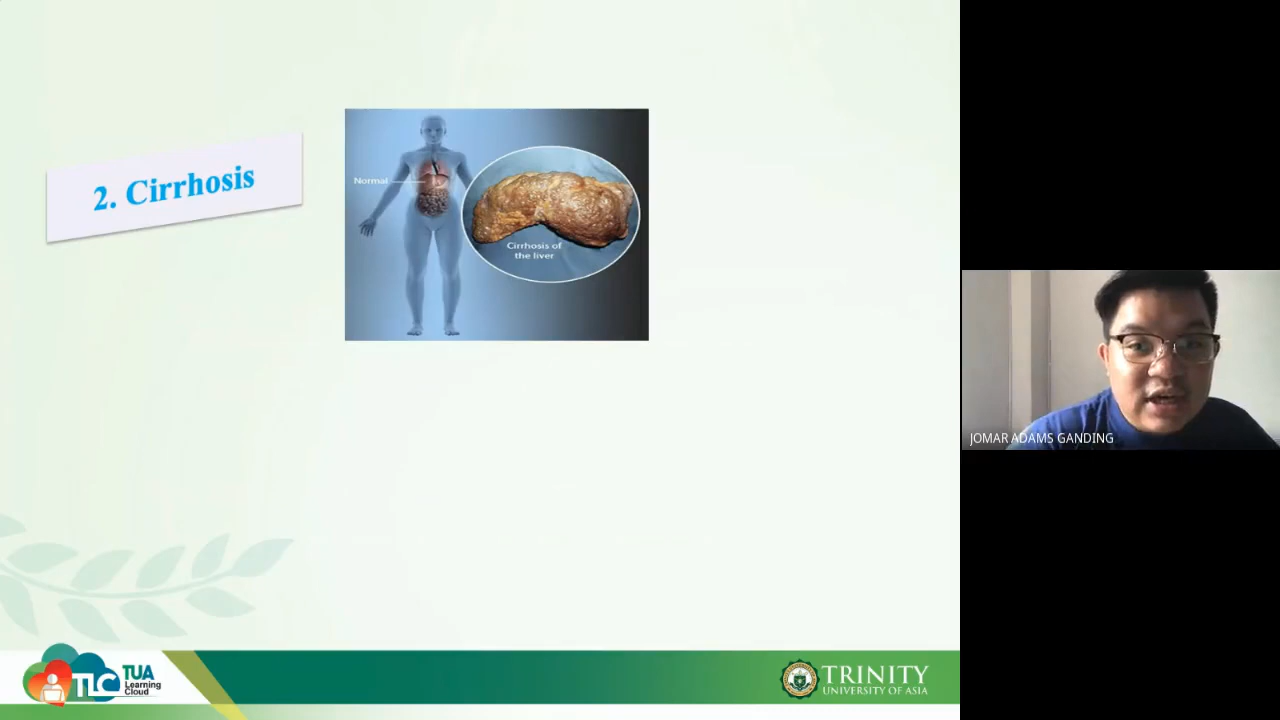 2. Cirrhosis
Normal
Cirrhosis of
the liver
JOMAR ADAMS GANDING
TLC
TUA
Learning
Cloud
TRINITY
UNIVERSITY OF ASIA